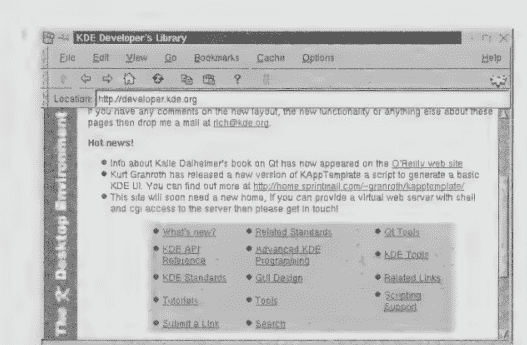 KDE Developer's Library
File Edit View Go Bookmarks Cache Options Help
Location: http://developer.kde.org
If you have any comments on the new layout, the new functionality or anything else about these
pages then drop me a mail at rich@kde.org.
Hot news!
Info about Kalle Dalheimer's book on Qt has now appeared on the O'Reilly web site
Kurt Granroth has released a new version of KAppTemplate a script to generate a basic
KDE UI. You can find out more at http://home.sprintmail.com/~granroth/kapptemplate/
This site will soon need a new home, if you can provide a virtual web server with shell
and cgi access to the server then please get in touch!
What's new? Related Standards Qt Tools
KDE API Reference Advanced KDE Programming KDE Tools
KDE Standards GUI Design Related Links
Tutorials Tools Scripting Support
Submit a Link Search
The K Desktop Environment